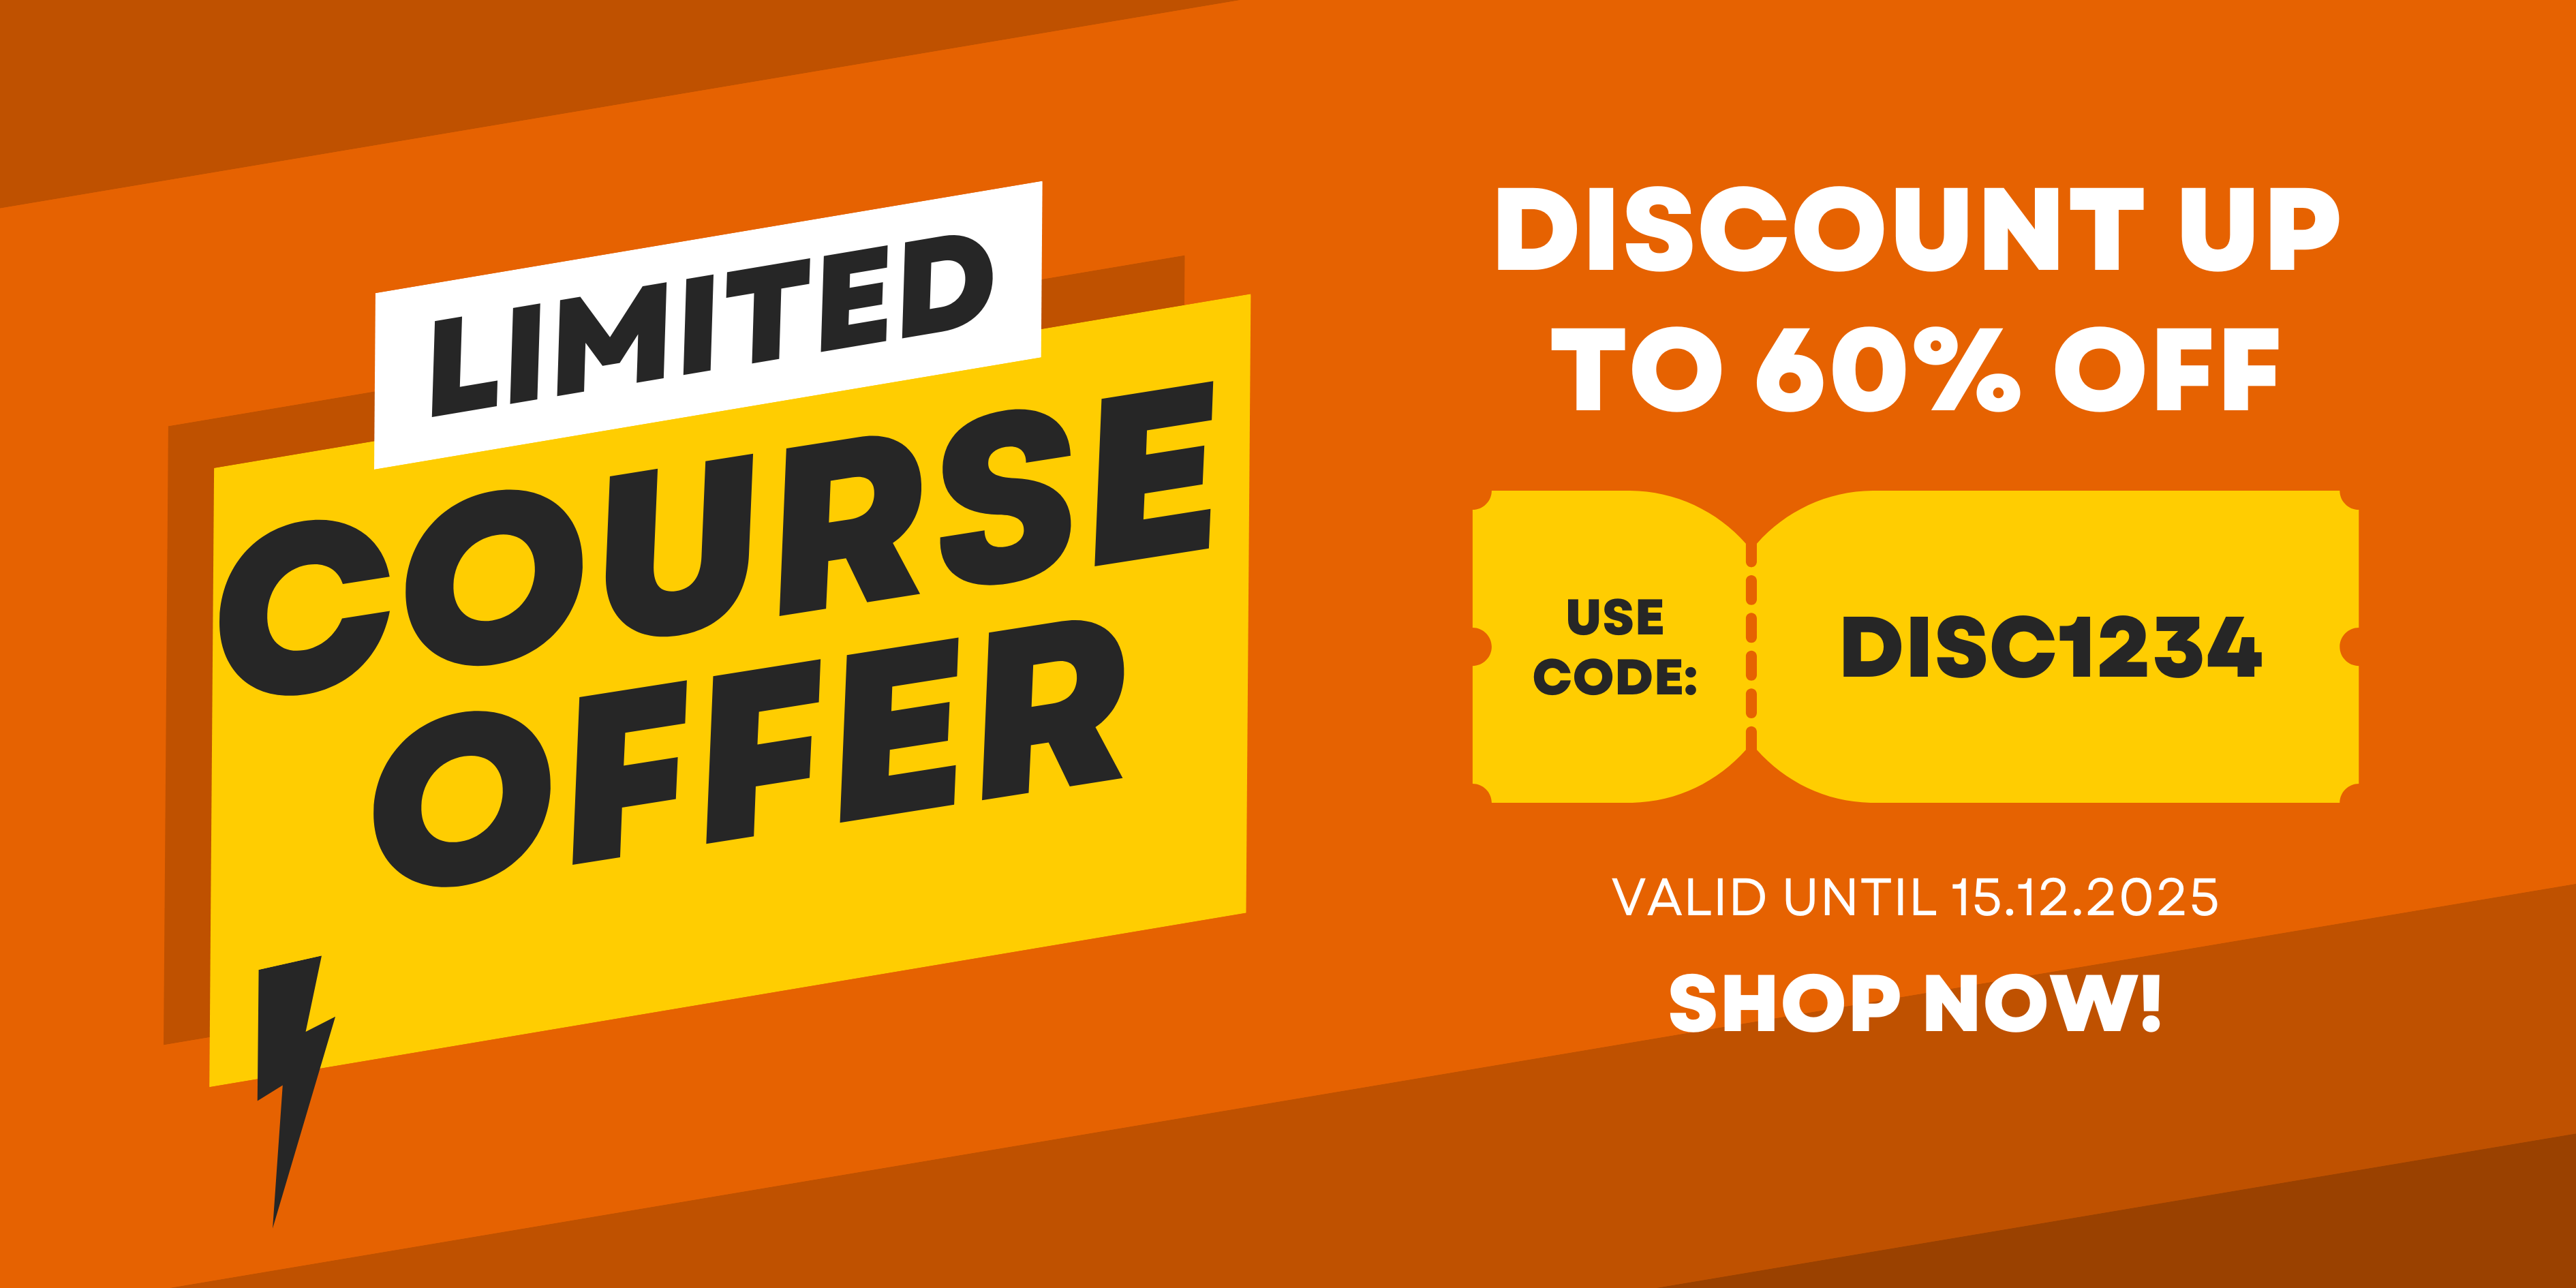 LIMITED
COURSE
OFFER
DISCOUNT UP
TO 60% OFF
USE
CODE:
DISC1234
VALID UNTIL 15.12.2025
SHOP NOW!